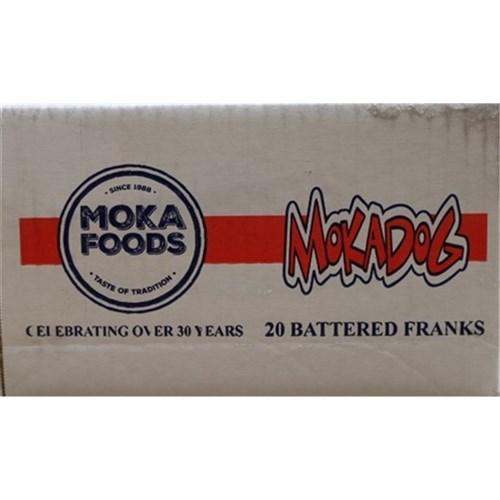 • SINCE 1988 •
MOKA
FOODS
• TASTE OF TRADITION •
CELEBRATING OVER 30 YEARS
MOKADOG
20 BATTERED FRANKS